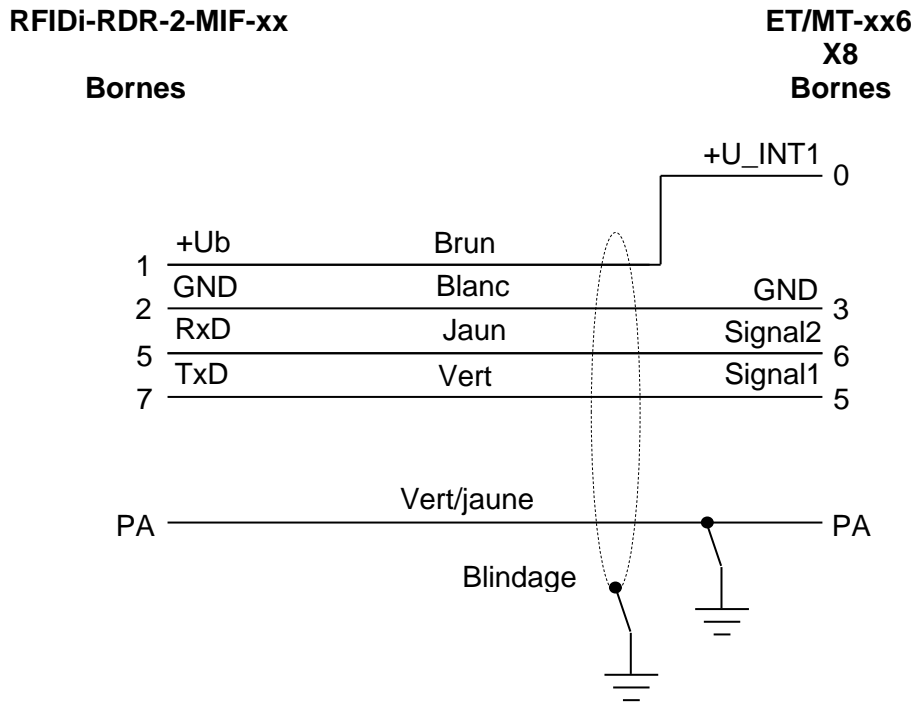 RFIDi-RDR-2-MIF-xx ET/MT-xx6
X8
Bornes Bornes
+U_INT1 0
1 +Ub Brun
2 GND Blanc GND 3
5 RxD Jaun Signal2 6
7 TxD Vert Signal1 5
PA Vert/jaune PA
Blindage